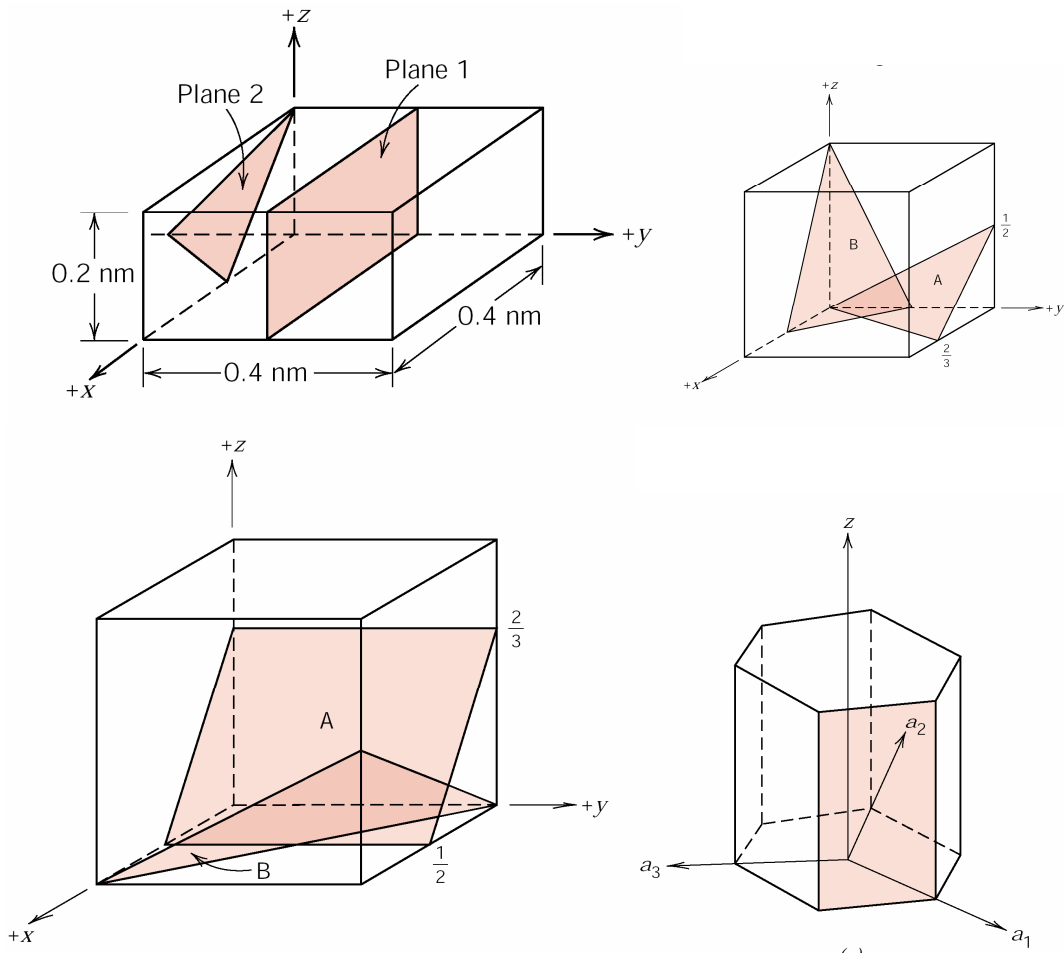 +z
Plane 1
Plane 2
+y
0.2 nm
0.4 nm
0.4 nm
+x
+z
1/2
B
A
+y
2/3
+x
+z
2/3
A
+y
B
1/2
+x
z
a2
a3
a1